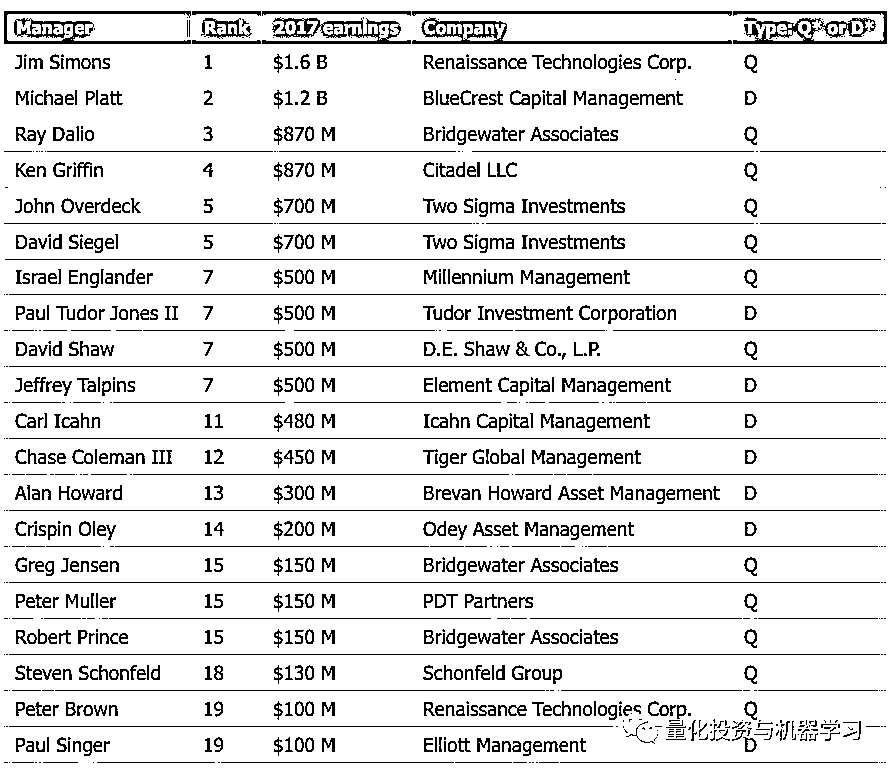 Manager Rank 2017 earnings Company Type: Q* or D*
Jim Simons 1 $1.6 B Renaissance Technologies Corp. Q
Michael Platt 2 $1.2 B BlueCrest Capital Management D
Ray Dalio 3 $870 M Bridgewater Associates Q
Ken Griffin 4 $870 M Citadel LLC Q
John Overdeck 5 $700 M Two Sigma Investments Q
David Siegel 5 $700 M Two Sigma Investments Q
Israel Englander 7 $500 M Millennium Management Q
Paul Tudor Jones II 7 $500 M Tudor Investment Corporation D
David Shaw 7 $500 M D.E. Shaw & Co., L.P. Q
Jeffrey Talpins 7 $500 M Element Capital Management D
Carl Icahn 11 $480 M Icahn Capital Management D
Chase Coleman III 12 $450 M Tiger Global Management D
Alan Howard 13 $300 M Brevan Howard Asset Management D
Crispin Oley 14 $200 M Odey Asset Management D
Greg Jensen 15 $150 M Bridgewater Associates Q
Peter Muller 15 $150 M PDT Partners Q
Robert Prince 15 $150 M Bridgewater Associates Q
Steven Schonfeld 18 $130 M Schonfeld Group Q
Peter Brown 19 $100 M Renaissance Technologies Corp. Q
Paul Singer 19 $100 M Elliott Management D
量化投资与机器学习